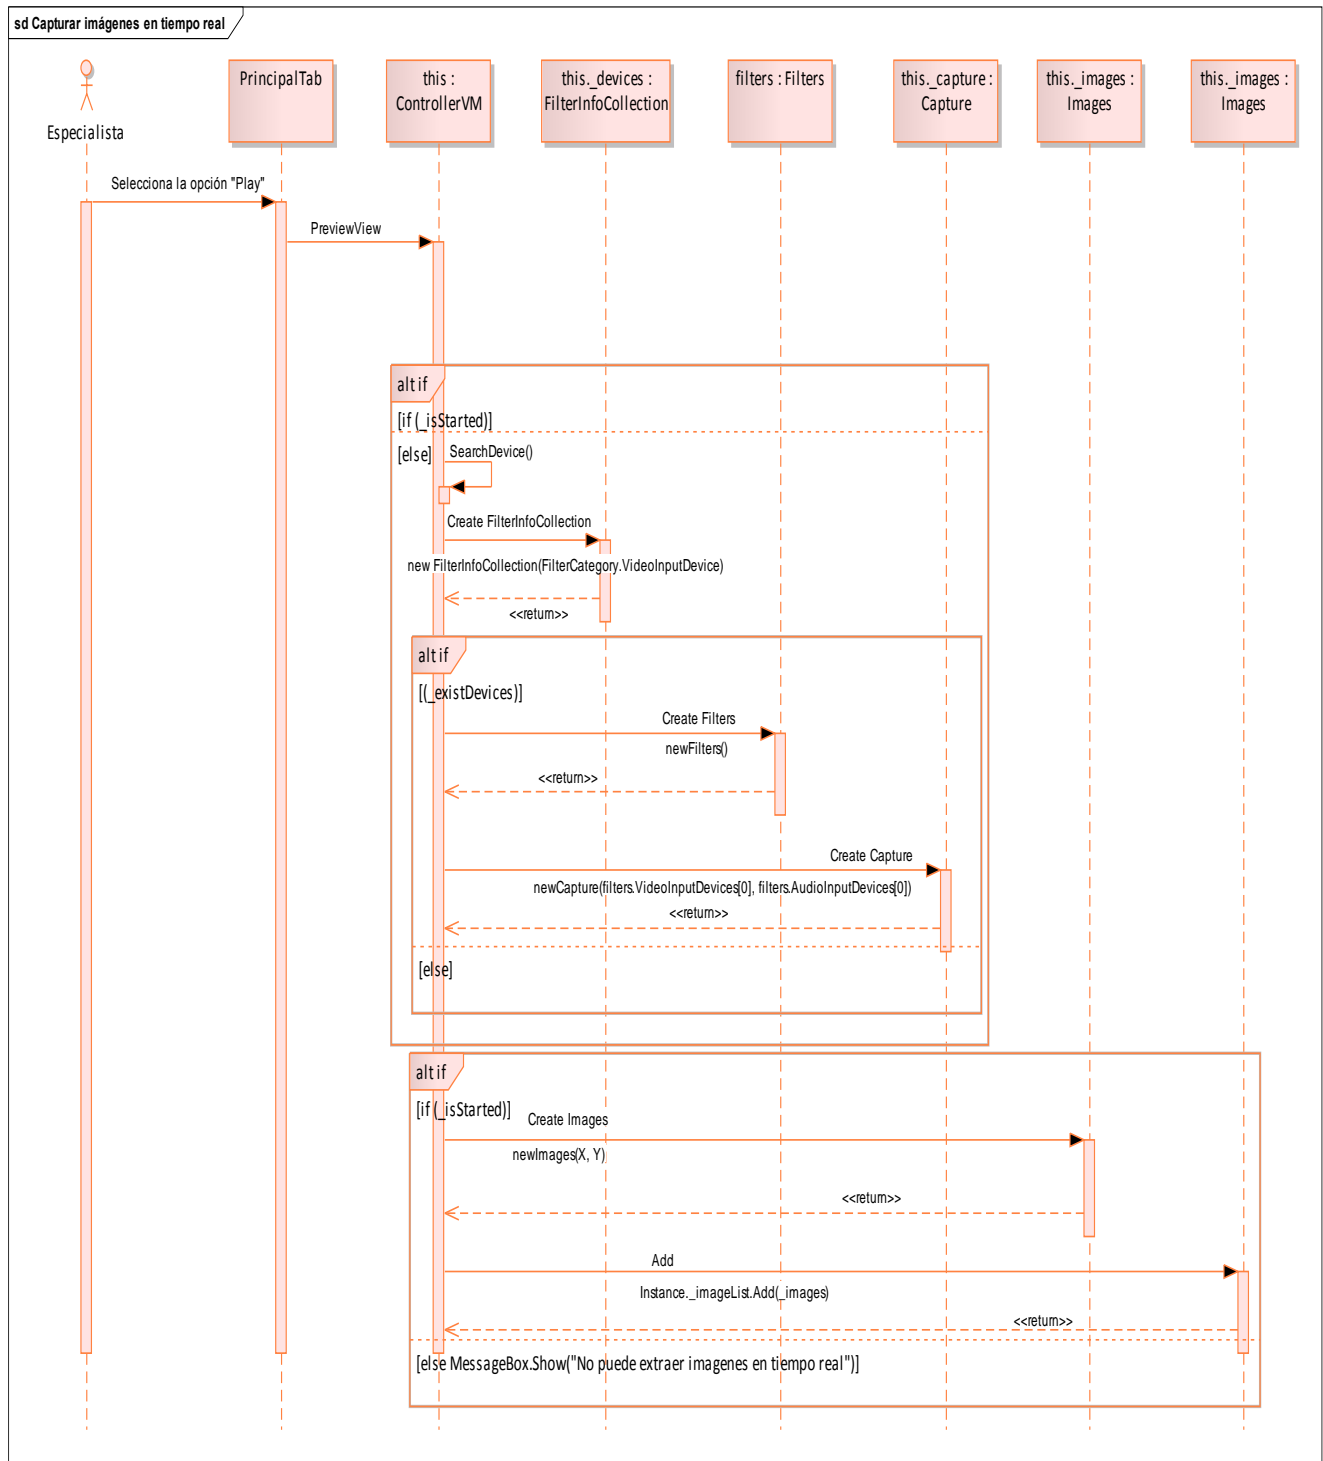 sd Capturar imágenes en tiempo real
Especialista
PrincipalTab
this :
ControllerVM
this._devices :
FilterInfoCollection
filters : Filters
this._capture :
Capture
this._images :
Images
this._images :
Images
Selecciona la opción "Play"
PreviewView
alt if
[if (_isStarted)]
[else]
SearchDevice()
Create FilterInfoCollection
new FilterInfoCollection(FilterCategory.VideoInputDevice)
<<return>>
alt if
[(_existDevices)]
Create Filters
newFilters()
<<return>>
Create Capture
newCapture(filters.VideoInputDevices[0], filters.AudioInputDevices[0])
<<return>>
[else]
alt if
[if (_isStarted)]
Create Images
newImages(X, Y)
<<return>>
Add
Instance._imageList.Add(_images)
<<return>>
[else MessageBox.Show("No puede extraer imagenes en tiempo real")]